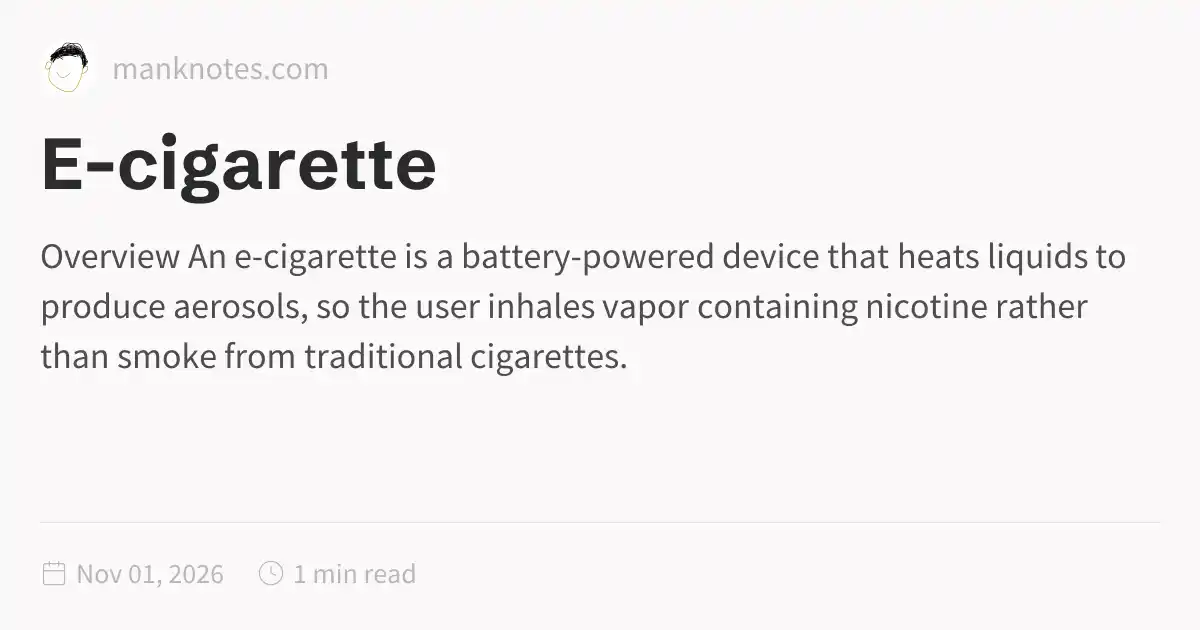 manknotes.com
E-cigarette
Overview An e-cigarette is a battery-powered device that heats liquids to
produce aerosols, so the user inhales vapor containing nicotine rather
than smoke from traditional cigarettes.
Nov 01, 2026 1 min read